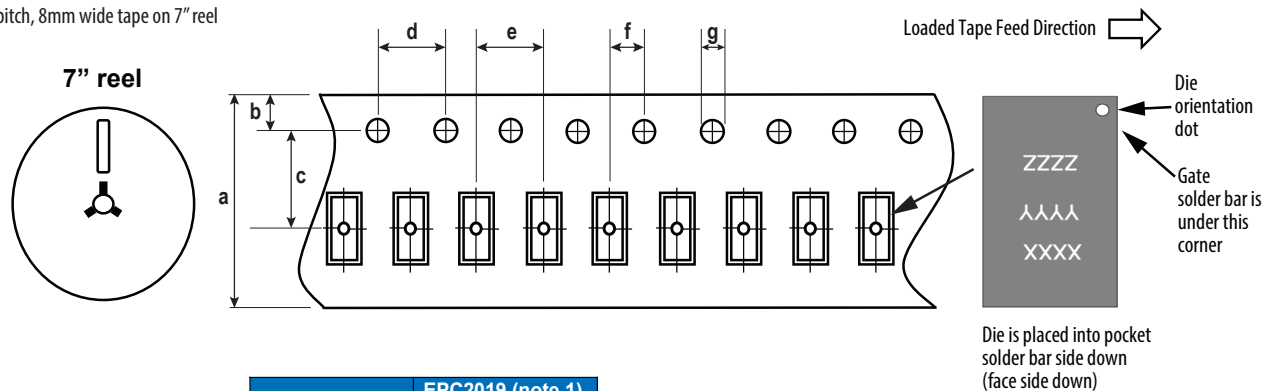 pitch, 8mm wide tape on 7” reel
7” reel
a
b
c
d
e
f
g
Loaded Tape Feed Direction
Die
orientation
dot
Gate
solder bar is
under this
corner
ZZZZ
YYYY
XXXX
Die is placed into pocket
solder bar side down
(face side down)
EPC2019 (note 1)